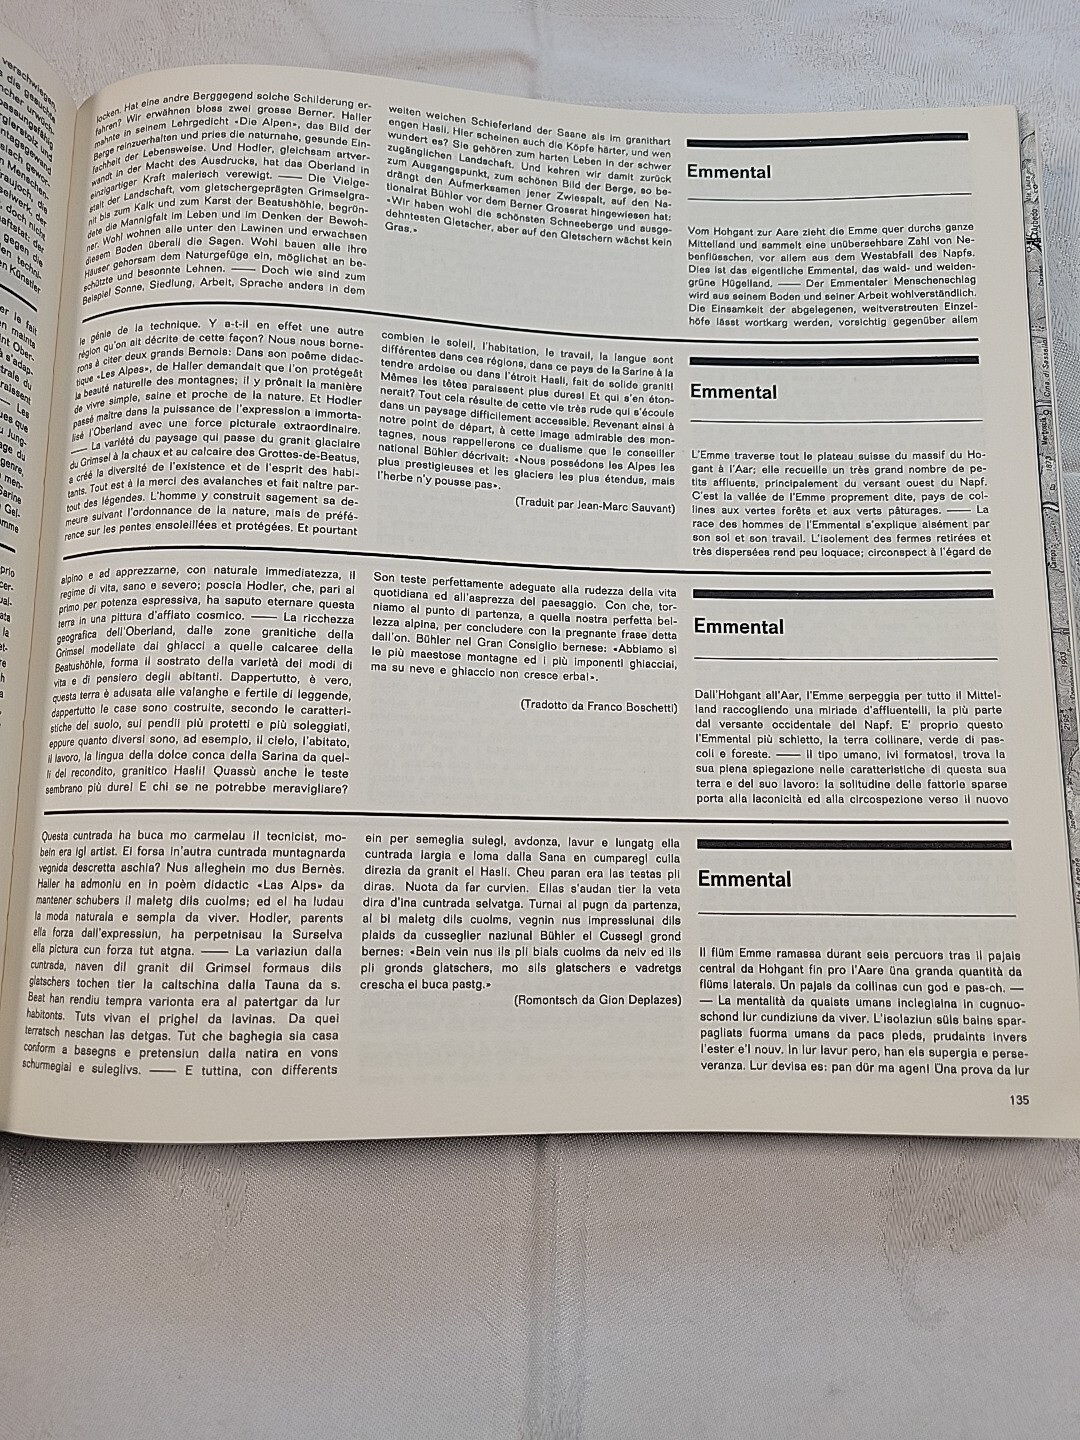 locken. Hat eine andre Berggegend solche Schilderung er-
fahren? Wir erwähnen bloss zwei grosse Berner. Haller
mahnte in seinem Lehrgedicht «Die Alpen», das Bild der
Berge reinzuverhalten und pries die naturnahe, gesunde Ein-
fachheit der Lebensweise. Und Hodler, gleichsam artver-
wandt in der Macht des Ausdrucks, hat das Oberland in
einzigartiger Kraft malerisch verewigt. — Die Vielge-
stalt der Landschaft, vom gletschergeprägten Grimselgra-
nit bis zum Kalk und zum Karst der Beatushöhle, begrün-
dete die Mannigfalt im Leben und im Denken der Bewoh-
ner. Wohl wohnen alle unter den Lawinen und erwachsen
diesem Boden überall die Sagen. Wohl bauen alle ihre
Häuser gehorsam dem Naturgefüge ein, möglichst an be-
schützte und besonnte Lehnen. — Doch wie sind zum
Beispiel Sonne, Siedlung, Arbeit, Sprache anders in dem
weiten weichen Schieferland der Saane als im granithart
engen Hasli. Hier scheinen auch die Köpfe härter, und wen
wundert es? Sie gehören zum harten Leben in der schwer
zugänglichen Landschaft. Und kehren wir damit zurück
zum Ausgangspunkt, zum schönen Bild der Berge, so be-
drängt den Aufmerksamen jener Zwiespalt, auf den Na-
tionalrat Bühler vor dem Berner Grossrat hingewiesen hat:
«Wir haben wohl die schönsten Schneeberge und ausge-
dehntesten Gletscher, aber auf den Gletschern wächst kein
Gras.»
Emmental
Vom Hohgant zur Aare zieht die Emme quer durchs ganze
Mittelland und sammelt eine unübersehbare Zahl von Ne-
benflüsschen, vor allem aus dem Westabfall des Napfs.
Dies ist das eigentliche Emmental, das wald- und weiden-
grüne Hügelland. — Der Emmentaler Menschenschlag
wird aus seinem Boden und seiner Arbeit wohlverständlich.
Die Einsamkeit der abgelegenen, weitverstreuten Einzel-
höfe lässt wortkarg werden, vorsichtig gegenüber allem
le génie de la technique. Y a-t-il en effet une autre
région qu'on ait décrite de cette façon? Nous nous borne-
rons à citer deux grands Bernois: Dans son poême didac-
tique «Les Alpes», de Haller demandait que l'on protégeât
la beauté naturelle des montagnes; il y prônait la manière
de vivre simple, saine et proche de la nature. Et Hodler
passé maître dans la puissance de l'expression a immorta-
lisé l'Oberland avec une force picturale extraordinaire.
— La variété du paysage qui passe du granit glaciaire
du Grimsel à la chaux et au calcaire des Grottes-de-Beatus,
a créé la diversité de l'existence et de l'esprit des habi-
tants. Tout est à la merci des avalanches et fait naître par-
tout des légendes. L'homme y construit sagement sa de-
meure suivant l'ordonnance de la nature, mais de préfé-
rence sur les pentes ensoleillées et protégées. Et pourtant
combien le soleil, l'habitation, le travail, la langue sont
différentes dans ces régions, dans ce pays de la Sarine à la
tendre ardoise ou dans l'étroit Hasli, fait de solide granit!
Mêmes les têtes paraissent plus dures! Et qui s'en éton-
nerait? Tout cela résulte de cette vie très rude qui s'écoule
dans un paysage difficilement accessible. Revenant ainsi à
notre point de départ, à cette image admirable des mon-
tagnes, nous rappellerons ce dualisme que le conseiller
national Bühler décrivait: «Nous possédons les Alpes les
plus prestigieuses et les glaciers les plus étendus, mais
l'herbe n'y pousse pas».
(Traduit par Jean-Marc Sauvant)
Emmental
L'Emme traverse tout le plateau suisse du massif du Ho-
gant à l'Aar; elle recueille un très grand nombre de pe-
tits affluents, principalement du versant ouest du Napf.
C'est la vallée de l'Emme proprement dite, pays de col-
lines aux vertes forêts et aux verts pâturages. — La
race des hommes de l'Emmental s'explique aisément par
son sol et son travail. L'isolement des fermes retirées et
très dispersées rend peu loquace; circonspect à l'égard de
alpino e ad apprezzarne, con naturale immediatezza, il
regime di vita, sano e severo; poscia Hodler, che, pari al
primo per potenza espressiva, ha saputo eternare questa
terra in una pittura d'afflato cosmico. — La ricchezza
geografica dell'Oberland, dalle zone granitiche della
Grimsel modellate dai ghiacci a quelle calcaree della
Beatushöhle, forma il sostrato della varietà dei modi di
vita e di pensiero degli abitanti. Dappertutto, è vero,
questa terra è adusata alle valanghe e fertile di leggende,
dappertutto le case sono costruite, secondo le caratteri-
stiche del suolo, sui pendii più protetti e più soleggiati,
eppure quanto diversi sono, ad esempio, il cielo, l'abitato,
il lavoro, la lingua della dolce conca della Sarina da quel-
li del recondito, granitico Hasli! Quassù anche le teste
sembrano più dure! E chi se ne potrebbe meravigliare?
Son teste perfettamente adeguate alla rudezza della vita
quotidiana ed all'asprezza del paesaggio. Con che, tor-
niamo al punto di partenza, a quella nostra perfetta bel-
lezza alpina, per concludere con la pregnante frase detta
dall'on. Bühler nel Gran Consiglio bernese: «Abbiamo sì
le più maestose montagne ed i più imponenti ghiacciai,
ma su neve e ghiaccio non cresce erba!».
(Tradotto da Franco Boschetti)
Emmental
Dall'Hohgant all'Aar, l'Emme serpeggia per tutto il Mittel-
land raccogliendo una miriade d'affluentelli, la più parte
dal versante occidentale del Napf. E' proprio questo
l'Emmental più schietto, la terra collinare, verde di pas-
coli e foreste. — Il tipo umano, ivi formatosi, trova la
sua piena spiegazione nelle caratteristiche di questa sua
terra e del suo lavoro: la solitudine delle fattorie sparse
porta alla laconicità ed alla circospezione verso il nuovo
Questa cuntrada ha buca mo carmelau il tecnicist, mo-
bein era igl artist. Ei forsa in'autra cuntrada muntagnarda
vegnida descretta aschia? Nus alleghein mo dus Bernès.
Haller ha admoniu en in poèm didactic «Las Alps» da
mantener schubers il maletg dils cuolms; ed el ha ludau
la moda naturala e sempla da viver. Hodler, parents
ella forza dall'expressiun, ha perpetnisau la Surselva
ella pictura cun forza tut atgna. — La variaziun dalla
cuntrada, naven dil granit dil Grimsel formaus dils
glatschers tochen tier la caltschina dalla Tauna da s.
Beat han rendiu tempra varionta era al patertgar da lur
habitonts. Tuts vivan el prighel da lavinas. Da quei
terratsch neschan las detgas. Tut che baghegia sia casa
conform a basegns e pretensiun dalla natira en vons
schurmegiai e suleglivs. — E tuttina, con differents
ein per semeglia sulegl, avdonza, lavur e lungatg ella
cuntrada largia e loma dalla Sana en cumparegl culla
direzia da granit el Hasli. Cheu paran era las testas pli
diras. Nuota da far curvien. Ellas s'audan tier la veta
dira d'ina cuntrada selvatga. Turnal al pugn da partenza,
al bi maletg dils cuolms, vegnin nus impressiunai dils
plaids da cusseglier naziunal Bühler el Cussegl grond
bernes: «Bein vein nus ils pli bials cuolms da neiv ed ils
pli gronds glatschers, mo sils glatschers e vadretgs
crescha ei buca pastg.»
(Romontsch da Gion Deplazes)
Emmental
Il flüm Emme ramassa durant seis percuors tras il pajais
central da Hohgant fin pro l'Aare üna granda quantità da
flüms laterals. Ün pajais da collinas cun god e pas-ch. —
— La mentalità da quaists umans inclegiaina in cugnuo-
schond lur cundiziuns da viver. L'isolaziun süls bains spar-
pagliats fuorma umans da pacs pleds, prudaints invers
l'ester e'l nouv. In lur lavur pero, han els supergia e perse-
veranza. Lur devisa es: pan dür ma agen! Üna prova da lur
135